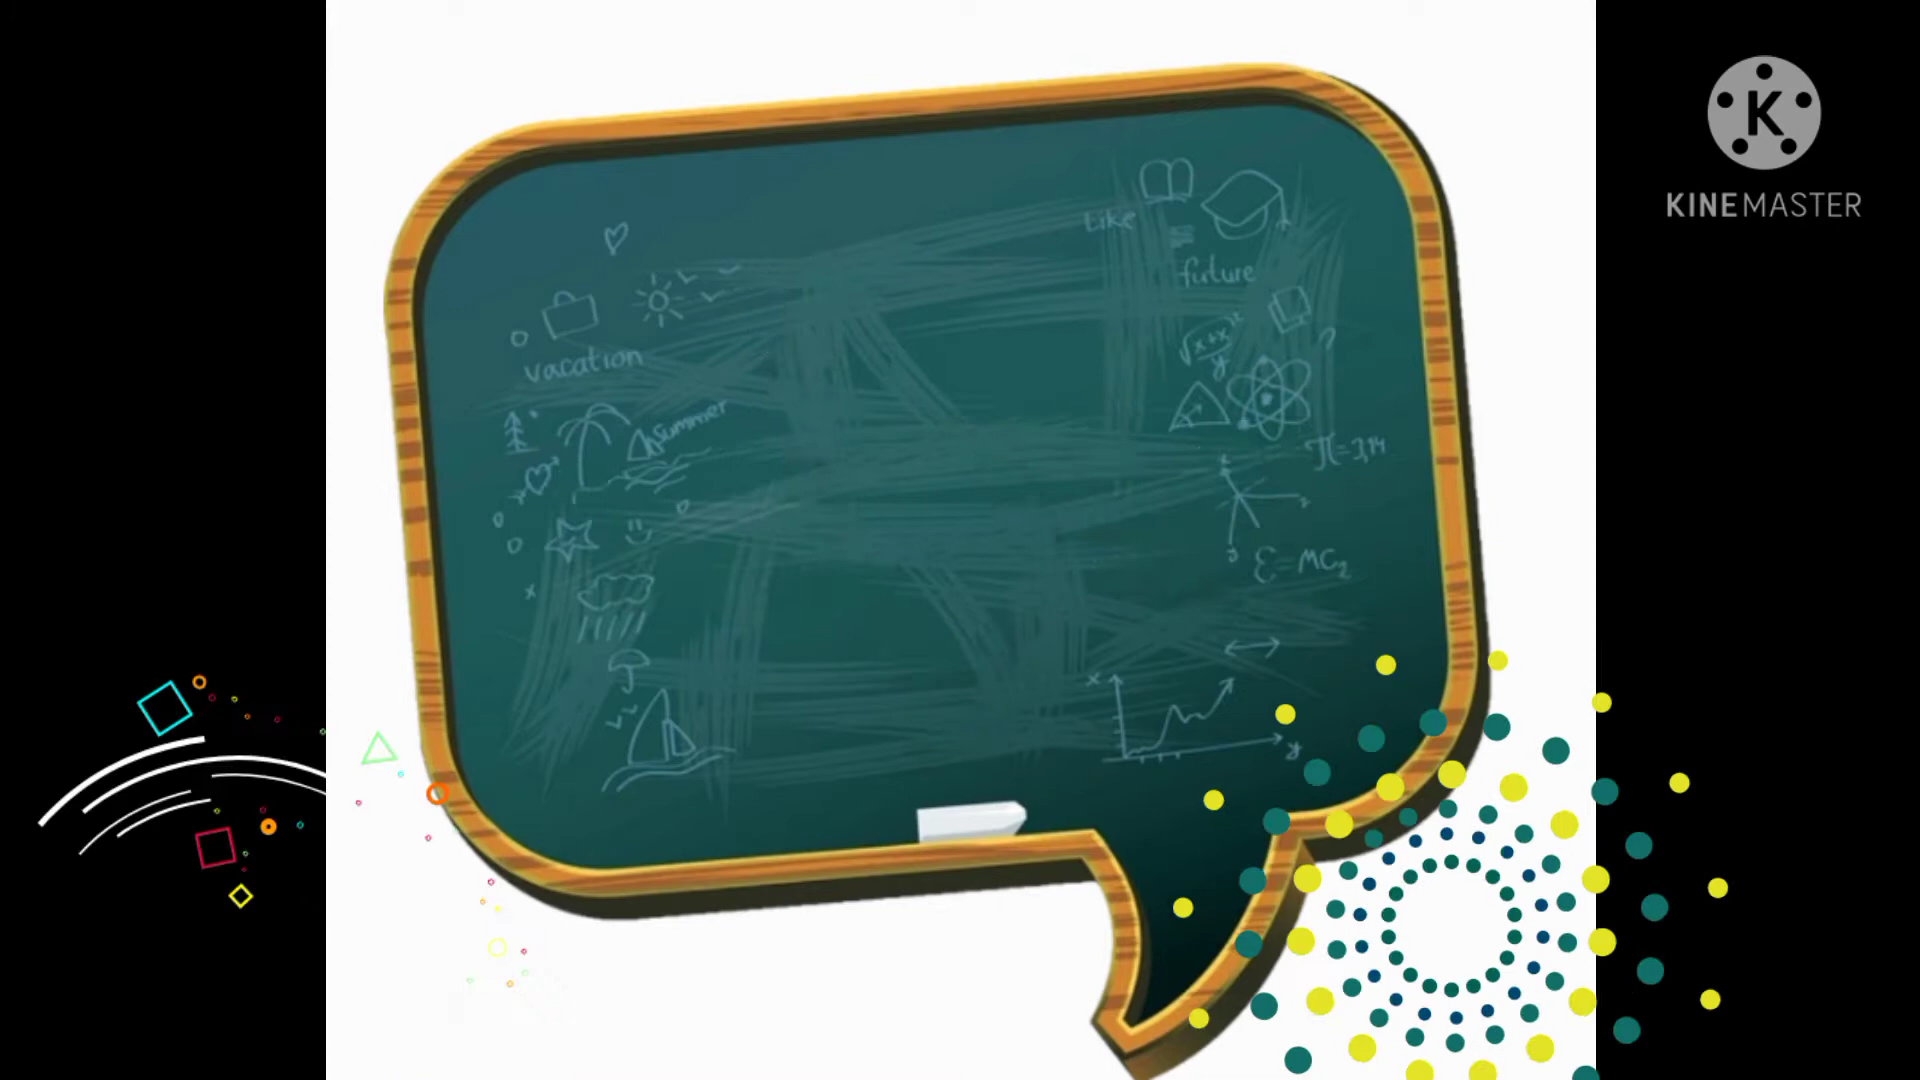 KINEMASTER
Like
future
vacation
summer
√x+x
y
π=3,14
ε=MC2
x
y